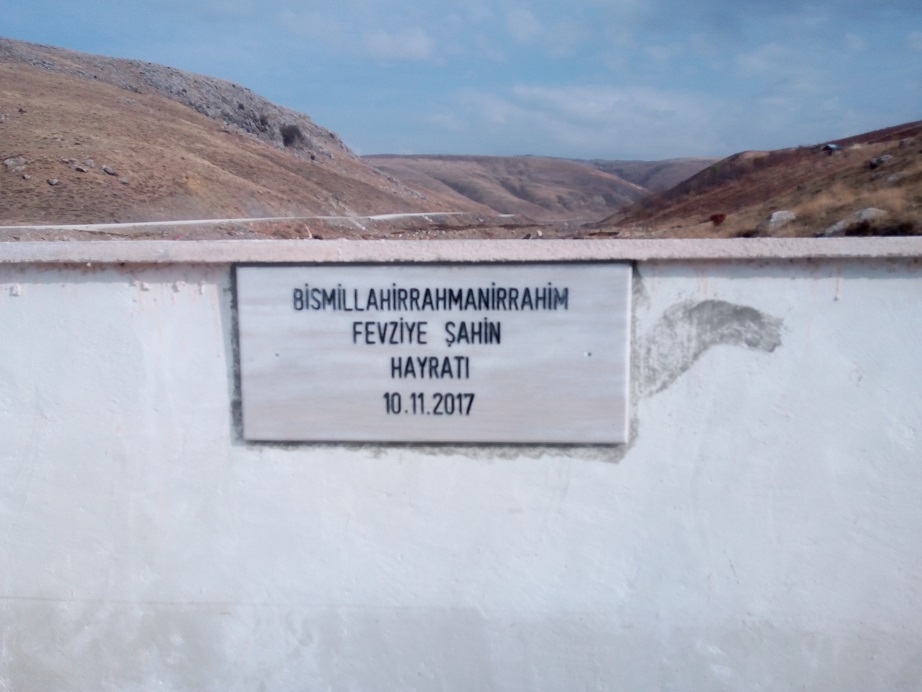 BİSMİLLAHİRRAHMANİRRAHİM
FEVZİYE ŞAHİN
HAYRATI
10.11.2017